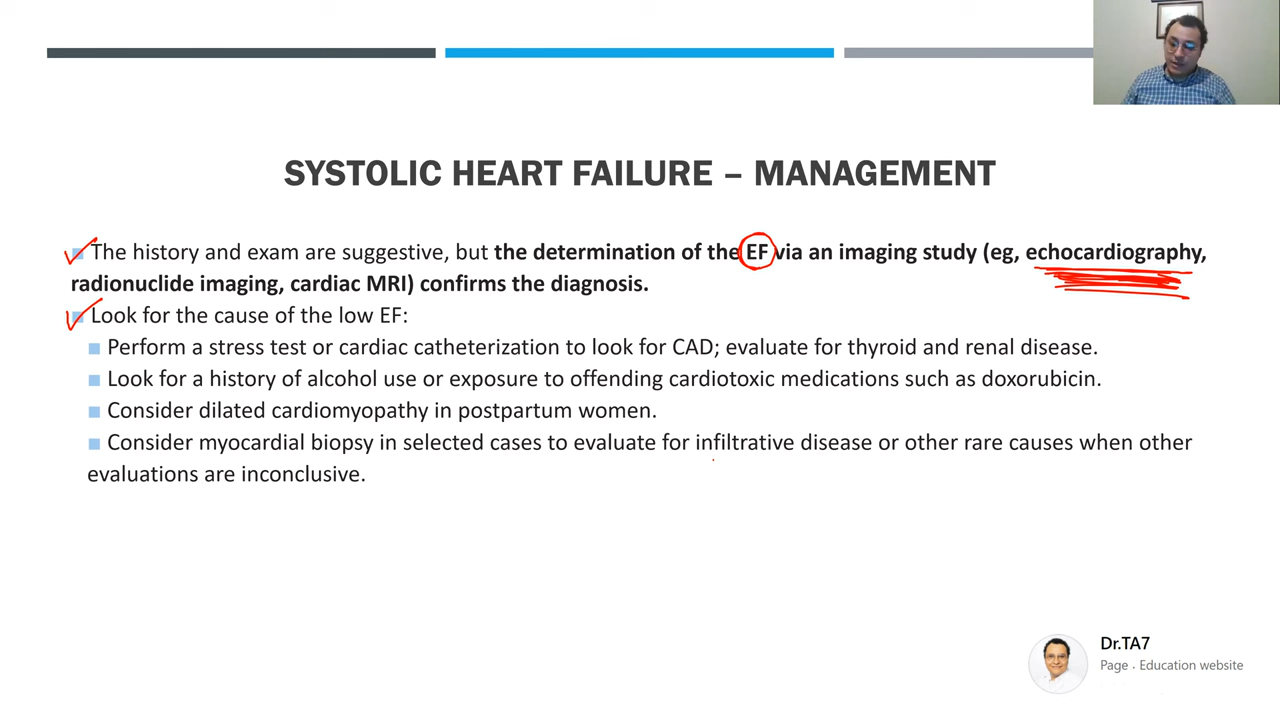 SYSTOLIC HEART FAILURE – MANAGEMENT
■ The history and exam are suggestive, but the determination of the EF via an imaging study (eg, echocardiography,
radionuclide imaging, cardiac MRI) confirms the diagnosis.
■ Look for the cause of the low EF:
■ Perform a stress test or cardiac catheterization to look for CAD; evaluate for thyroid and renal disease.
■ Look for a history of alcohol use or exposure to offending cardiotoxic medications such as doxorubicin.
■ Consider dilated cardiomyopathy in postpartum women.
■ Consider myocardial biopsy in selected cases to evaluate for infiltrative disease or other rare causes when other
evaluations are inconclusive.
Dr.TA7
Page · Education website